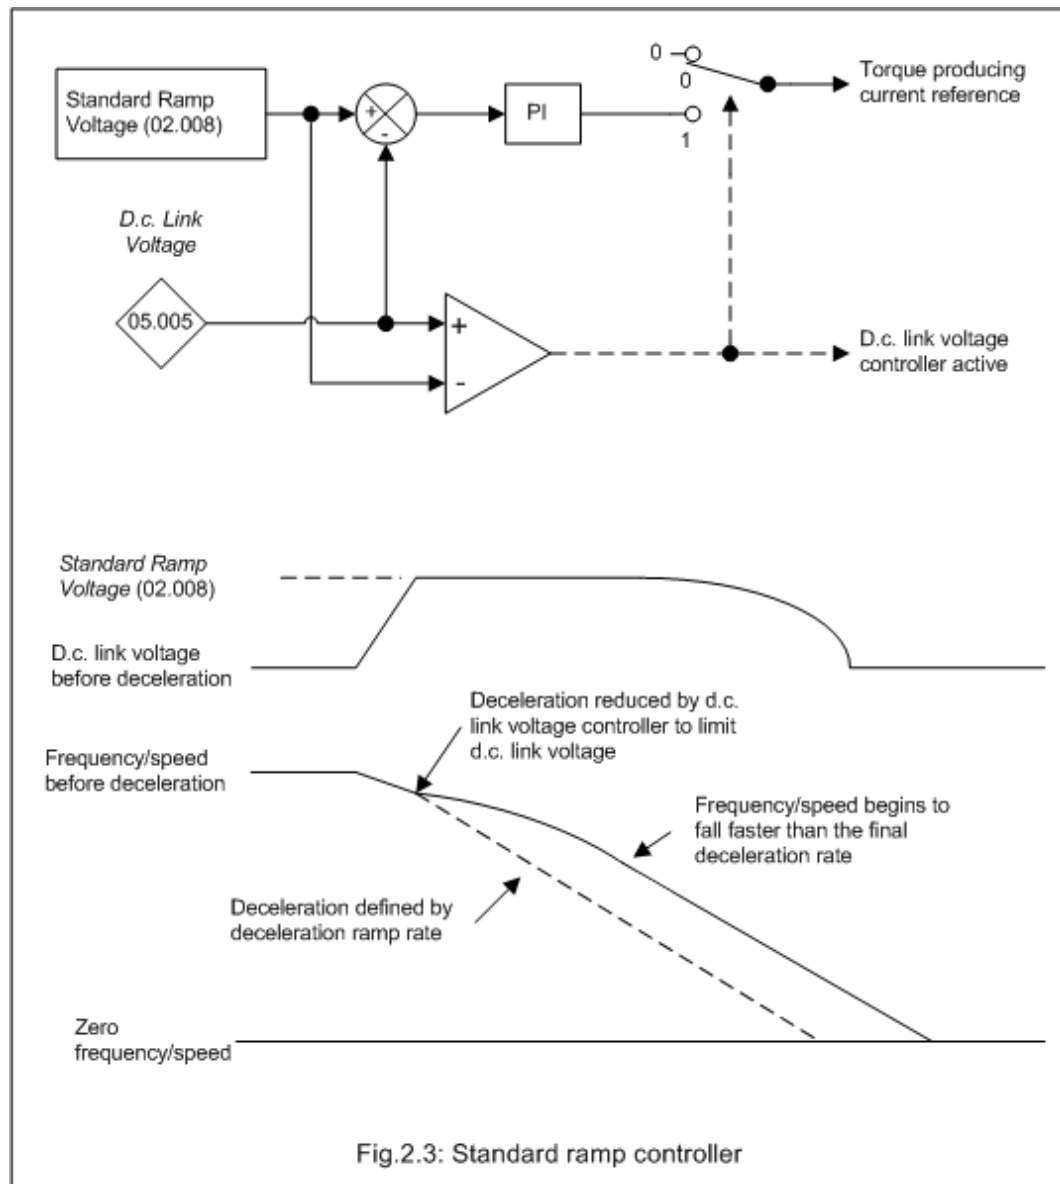 Standard Ramp
Voltage (02.008)
+
-
PI
0
0
1
Torque producing
current reference
D.c. Link
Voltage
05.005
+
-
D.c. link voltage
controller active
Standard Ramp
Voltage (02.008)
D.c. link voltage
before deceleration
Deceleration reduced by d.c.
link voltage controller to limit
d.c. link voltage
Frequency/speed
before deceleration
Frequency/speed begins to
fall faster than the final
deceleration rate
Deceleration defined by
deceleration ramp rate
Zero
frequency/speed
Fig.2.3: Standard ramp controller